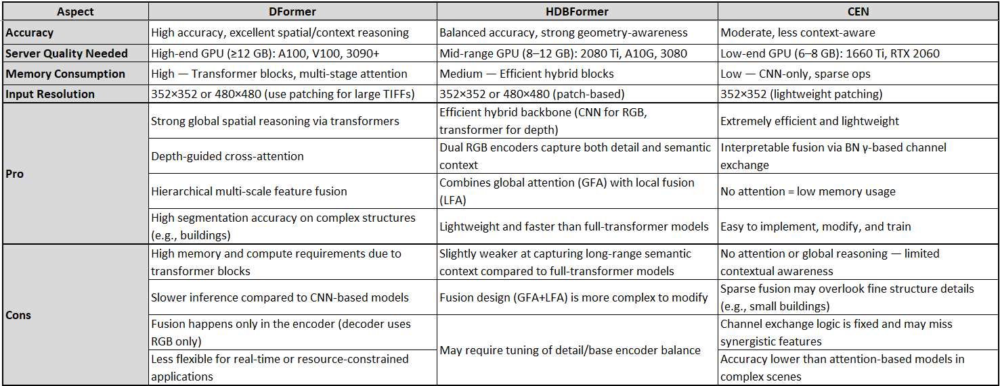 Aspect DFormer HDBFormer CEN
Accuracy High accuracy, excellent spatial/context reasoning Balanced accuracy, strong geometry-awareness Moderate, less context-aware
Server Quality Needed High-end GPU (≥12 GB): A100, V100, 3090+ Mid-range GPU (8–12 GB): 2080 Ti, A10G, 3080 Low-end GPU (6–8 GB): 1660 Ti, RTX 2060
Memory Consumption High — Transformer blocks, multi-stage attention Medium — Efficient hybrid blocks Low — CNN-only, sparse ops
Input Resolution 352×352 or 480×480 (use patching for large TIFFs) 352×352 or 480×480 (patch-based) 352×352 (lightweight patching)
Pro
Strong global spatial reasoning via transformers
Efficient hybrid backbone (CNN for RGB,
transformer for depth)
Extremely efficient and lightweight
Depth-guided cross-attention
Dual RGB encoders capture both detail and semantic
context
Interpretable fusion via BN γ-based channel
exchange
Hierarchical multi-scale feature fusion
Combines global attention (GFA) with local fusion
(LFA)
No attention = low memory usage
High segmentation accuracy on complex structures
(e.g., buildings)
Lightweight and faster than full-transformer models
Easy to implement, modify, and train
Cons
High memory and compute requirements due to
transformer blocks
Slightly weaker at capturing long-range semantic
context compared to full-transformer models
No attention or global reasoning — limited
contextual awareness
Slower inference compared to CNN-based models
Fusion design (GFA+LFA) is more complex to modify
Sparse fusion may overlook fine structure details
(e.g., small buildings)
Fusion happens only in the encoder (decoder uses
RGB only)
May require tuning of detail/base encoder balance
Channel exchange logic is fixed and may miss
synergistic features
Less flexible for real-time or resource-constrained
applications
Accuracy lower than attention-based models in
complex scenes